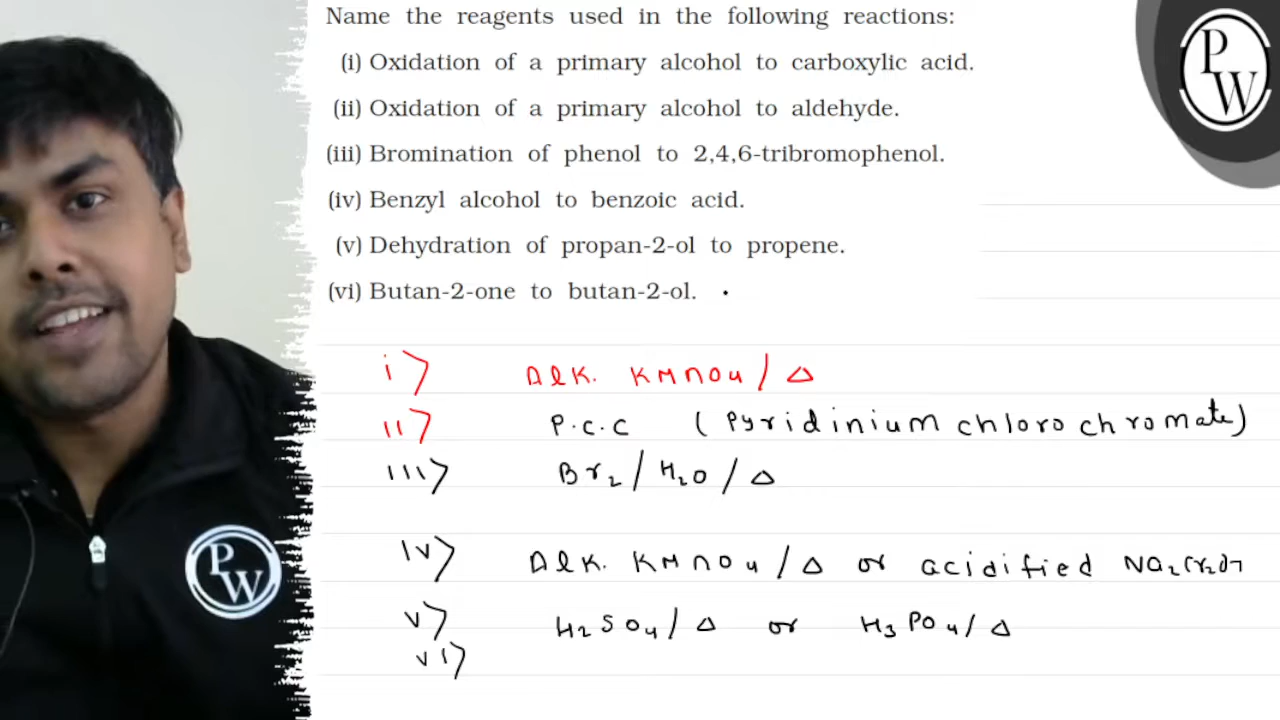 Name the reagents used in the following reactions:
(i) Oxidation of a primary alcohol to carboxylic acid.
(ii) Oxidation of a primary alcohol to aldehyde.
(iii) Bromination of phenol to 2,4,6-tribromophenol.
(iv) Benzyl alcohol to benzoic acid.
(v) Dehydration of propan-2-ol to propene.
(vi) Butan-2-one to butan-2-ol.
i> Alk. KMnO4 / Δ
ii> P.C.C (Pyridinium chlorochromate)
iii> Br2 / H2O / Δ
iv> Alk. KMnO4 / Δ or acidified Na2Cr2O7
v> H2SO4 / Δ or H3PO4 / Δ
vi>
PW
PW